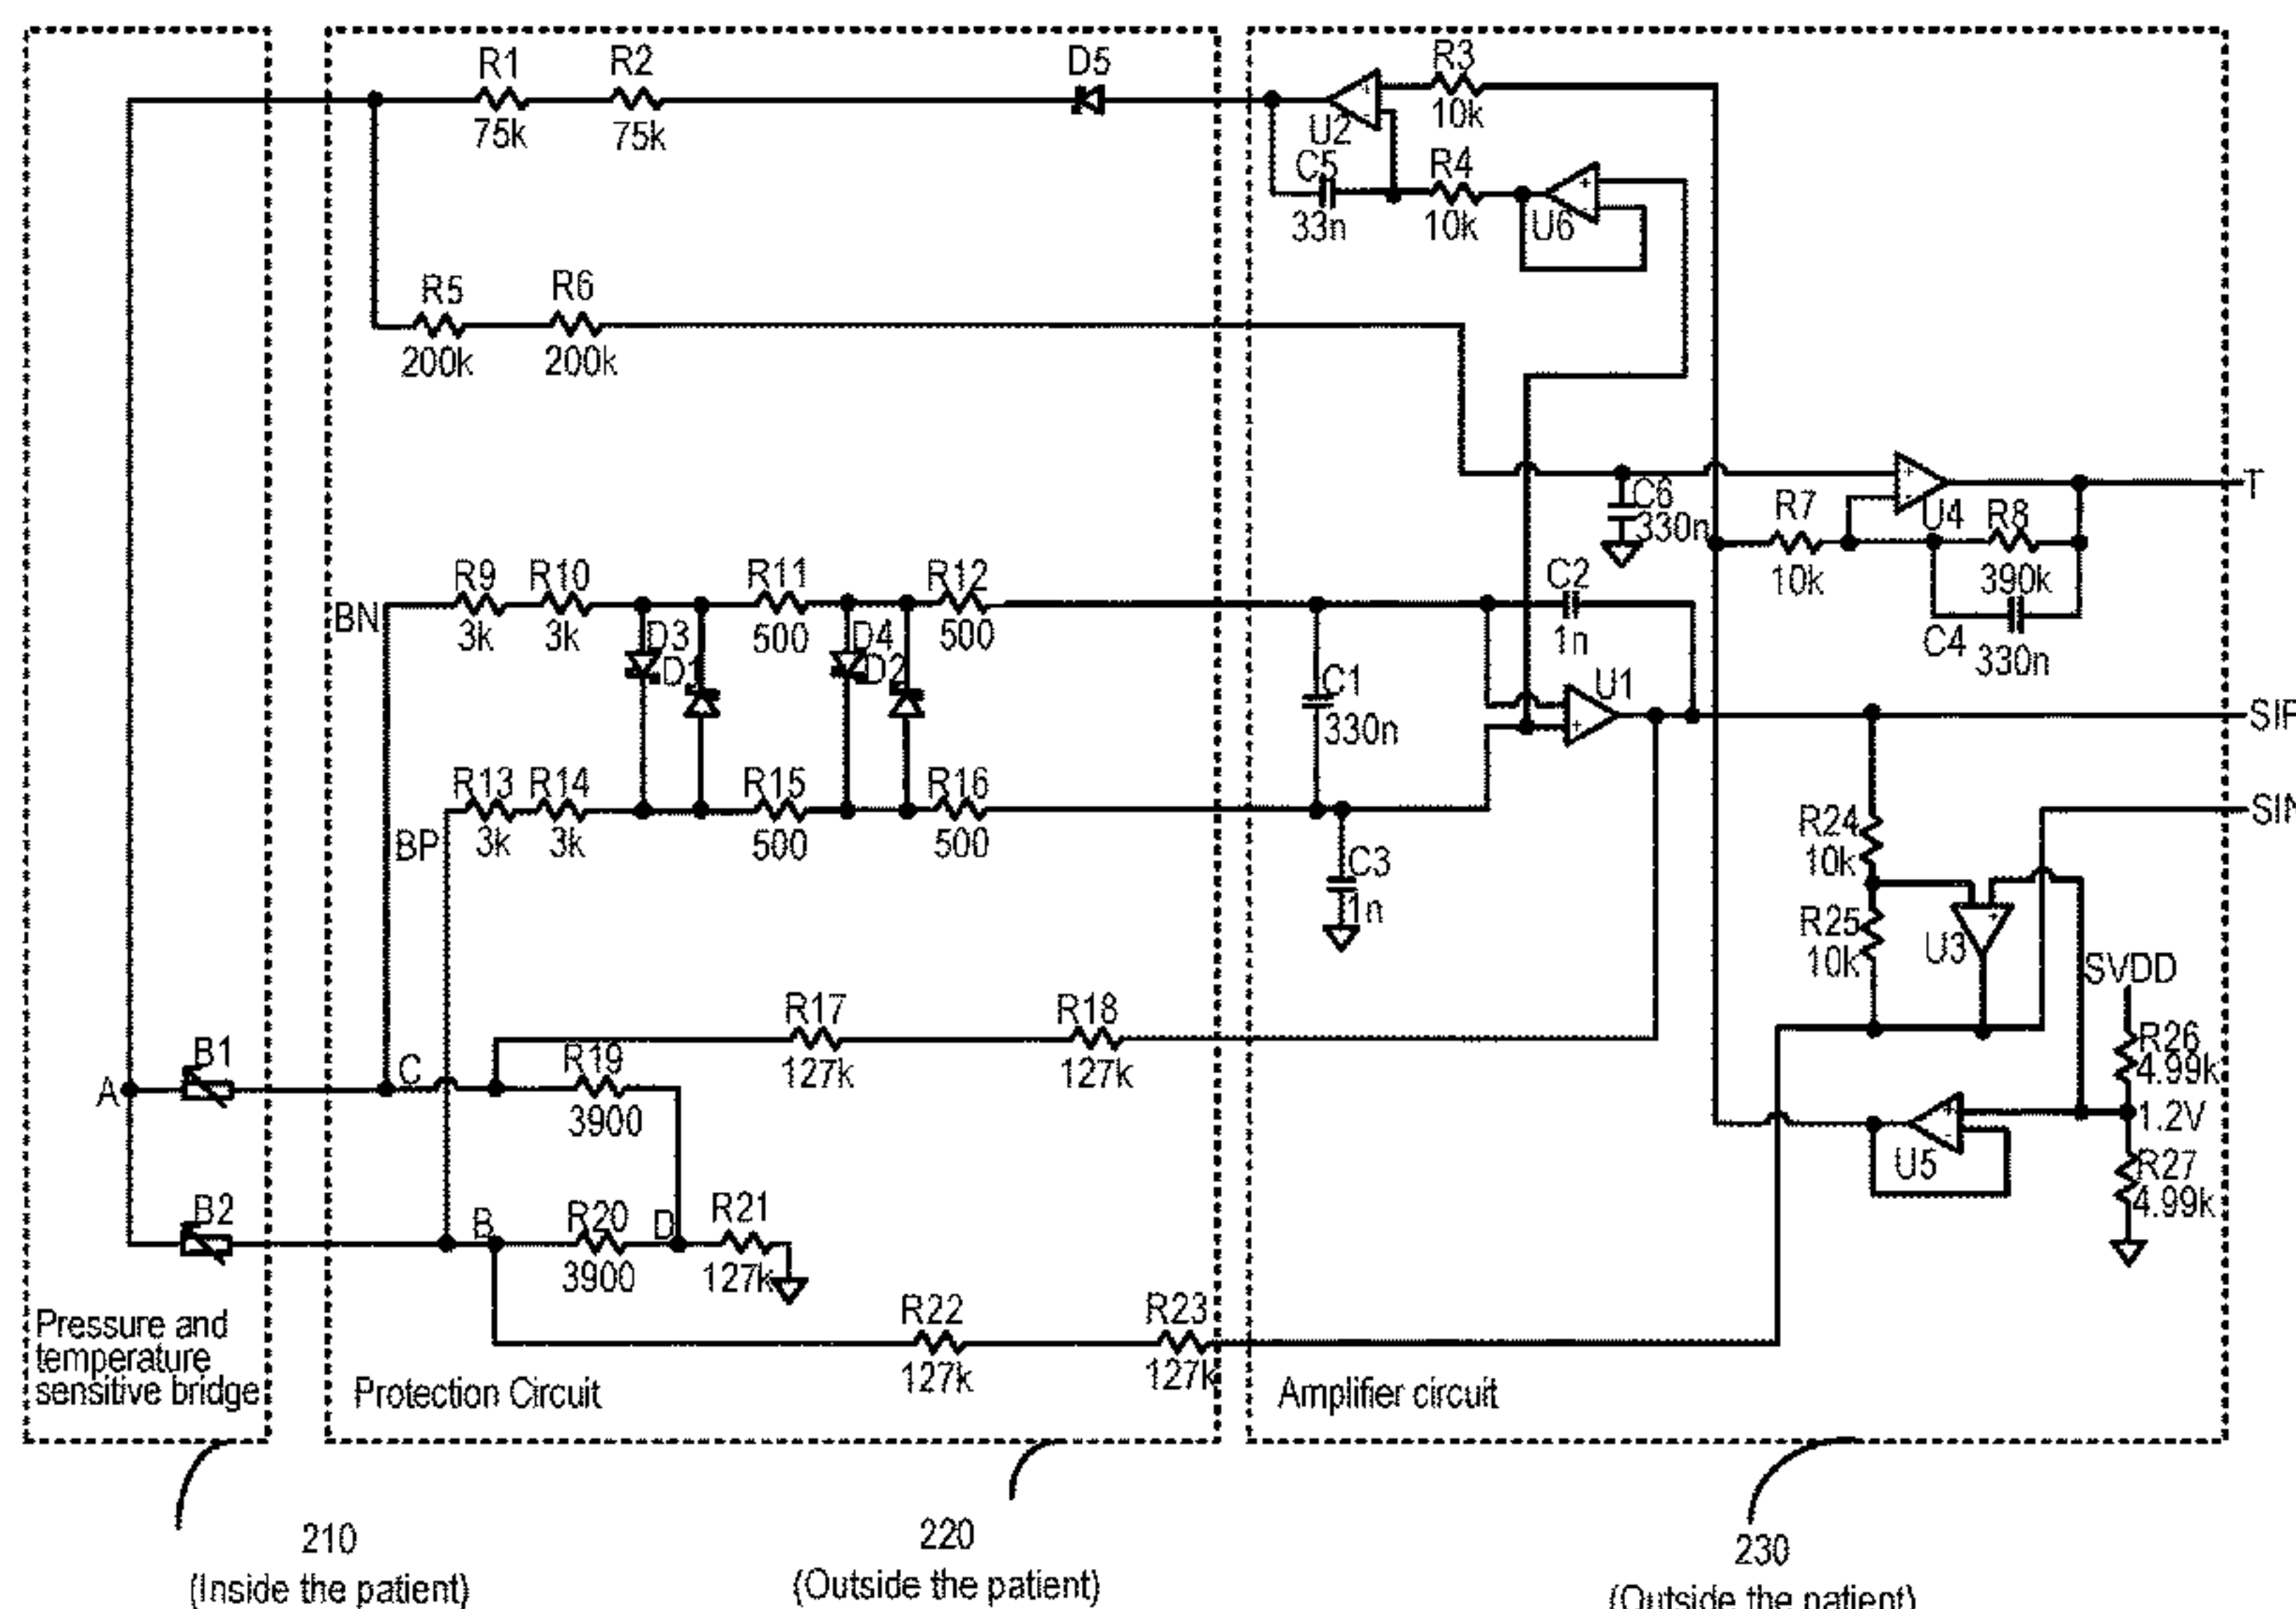 R1
75k
R2
75k
D5
R3
10k
U2
+
C5
33n
R4
10k
U6
+
R5
200k
R6
200k
C6
330n
R7
10k
+
-
U4
R8
390k
C4
330n
T
BN
R9
3k
R10
3k
D3
D1
R11
500
D4
D2
R12
500
C1
330n
C2
1n
U1
+
SIP
BP
R13
3k
R14
3k
R15
500
R16
500
C3
1n
SIN
R24
10k
R25
10k
+
U3
SVDD
R26
4.99k
1.2V
R27
4.99k
+
-
U5
R17
127k
R18
127k
A
B1
C
R19
3900
B2
B
R20
3900
D
R21
127k
R22
127k
R23
127k
Pressure and
temperature
sensitive bridge
Protection Circuit
Amplifier circuit
210
(Inside the patient)
220
(Outside the patient)
230
(Outside the patient)